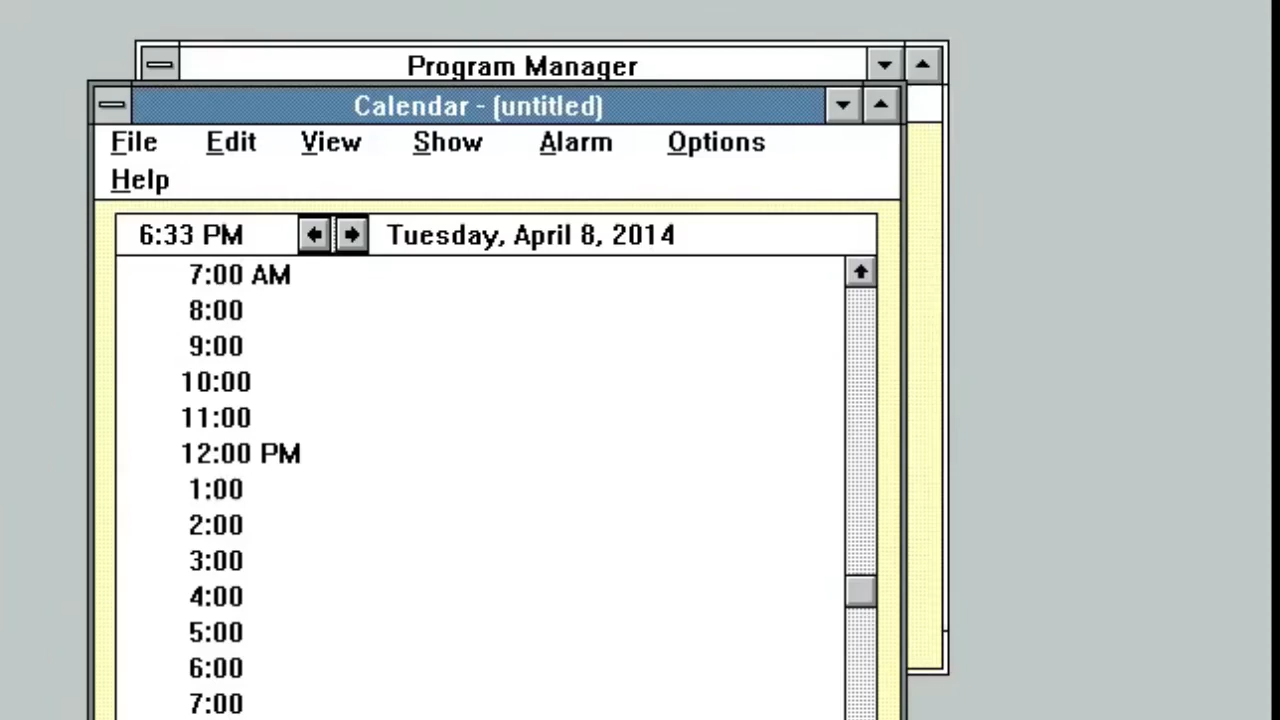 Program Manager
Calendar - (untitled)
File Edit View Show Alarm Options
Help
6:33 PM Tuesday, April 8, 2014
7:00 AM
8:00
9:00
10:00
11:00
12:00 PM
1:00
2:00
3:00
4:00
5:00
6:00
7:00